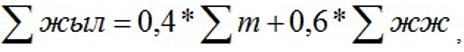 ∑ жыл = 0,4 * ∑ т + 0,6 * ∑ жж ,